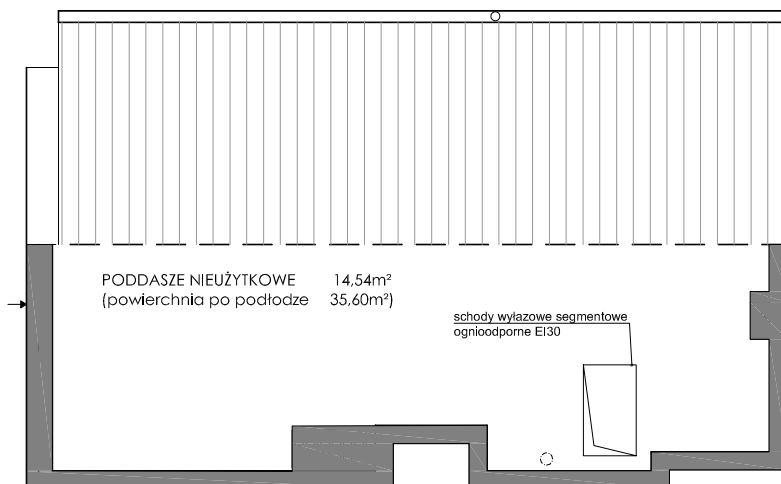 PODDASZE NIEUŻYTKOWE 14,54m²
(powierchnia po podłodze 35,60m²)
schody wyłazowe segmentowe
ognioodporne EI30